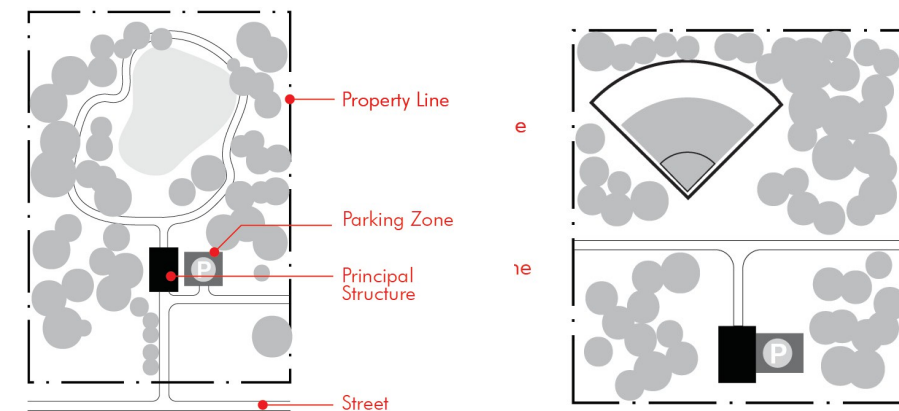 Property Line
e
Parking Zone
P
Principal
Structure
ne
Street
P